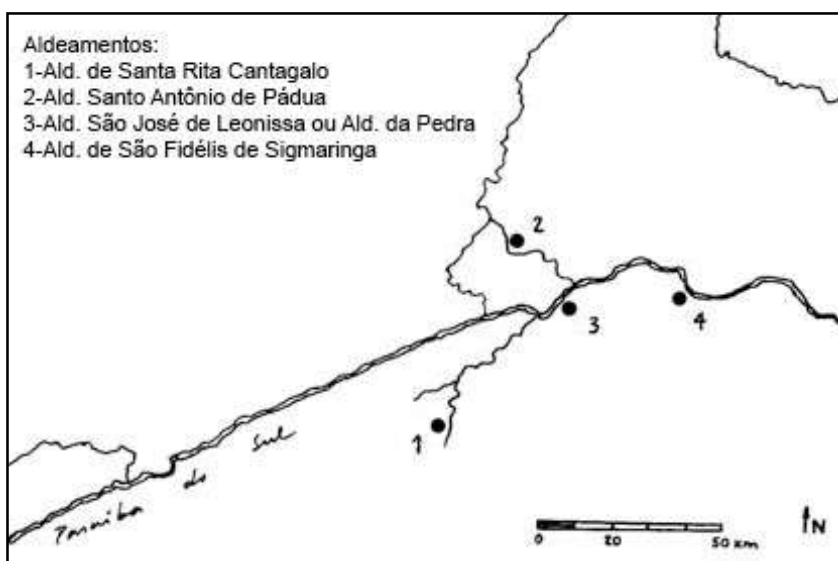 Aldeamentos:
1-Ald. de Santa Rita Cantagalo
2-Ald. Santo Antônio de Pádua
3-Ald. São José de Leonissa ou Ald. da Pedra
4-Ald. de São Fidélis de Sigmaringa
2
3
4
1
Paraiba do Sul
0 20 50 km
N